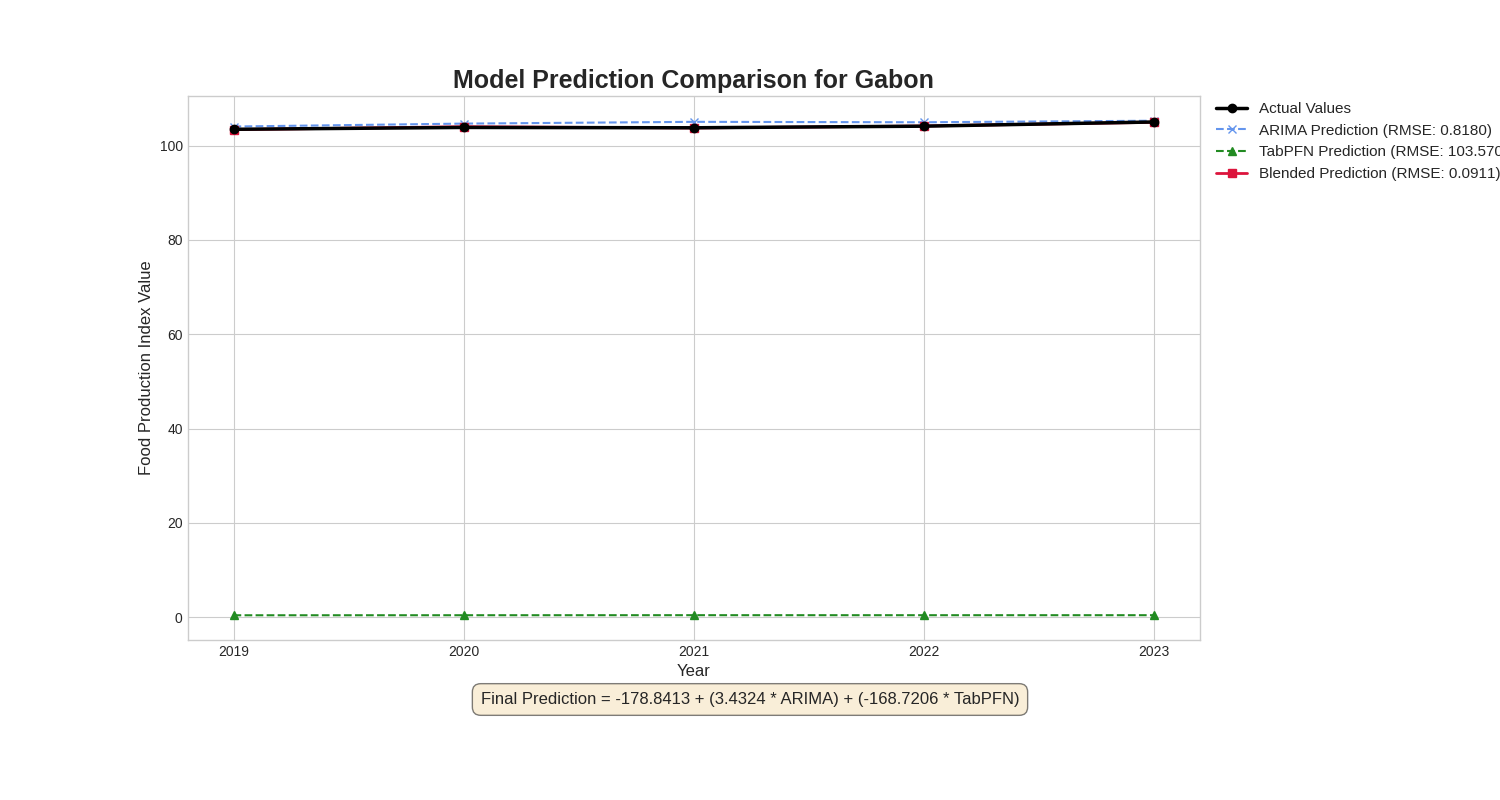 Model Prediction Comparison for Gabon
Actual Values
ARIMA Prediction (RMSE: 0.8180)
TabPFN Prediction (RMSE: 103.570
Blended Prediction (RMSE: 0.0911)
Food Production Index Value
100
80
60
40
20
0
2019 2020 2021 2022 2023
Year
Final Prediction = -178.8413 + (3.4324 * ARIMA) + (-168.7206 * TabPFN)